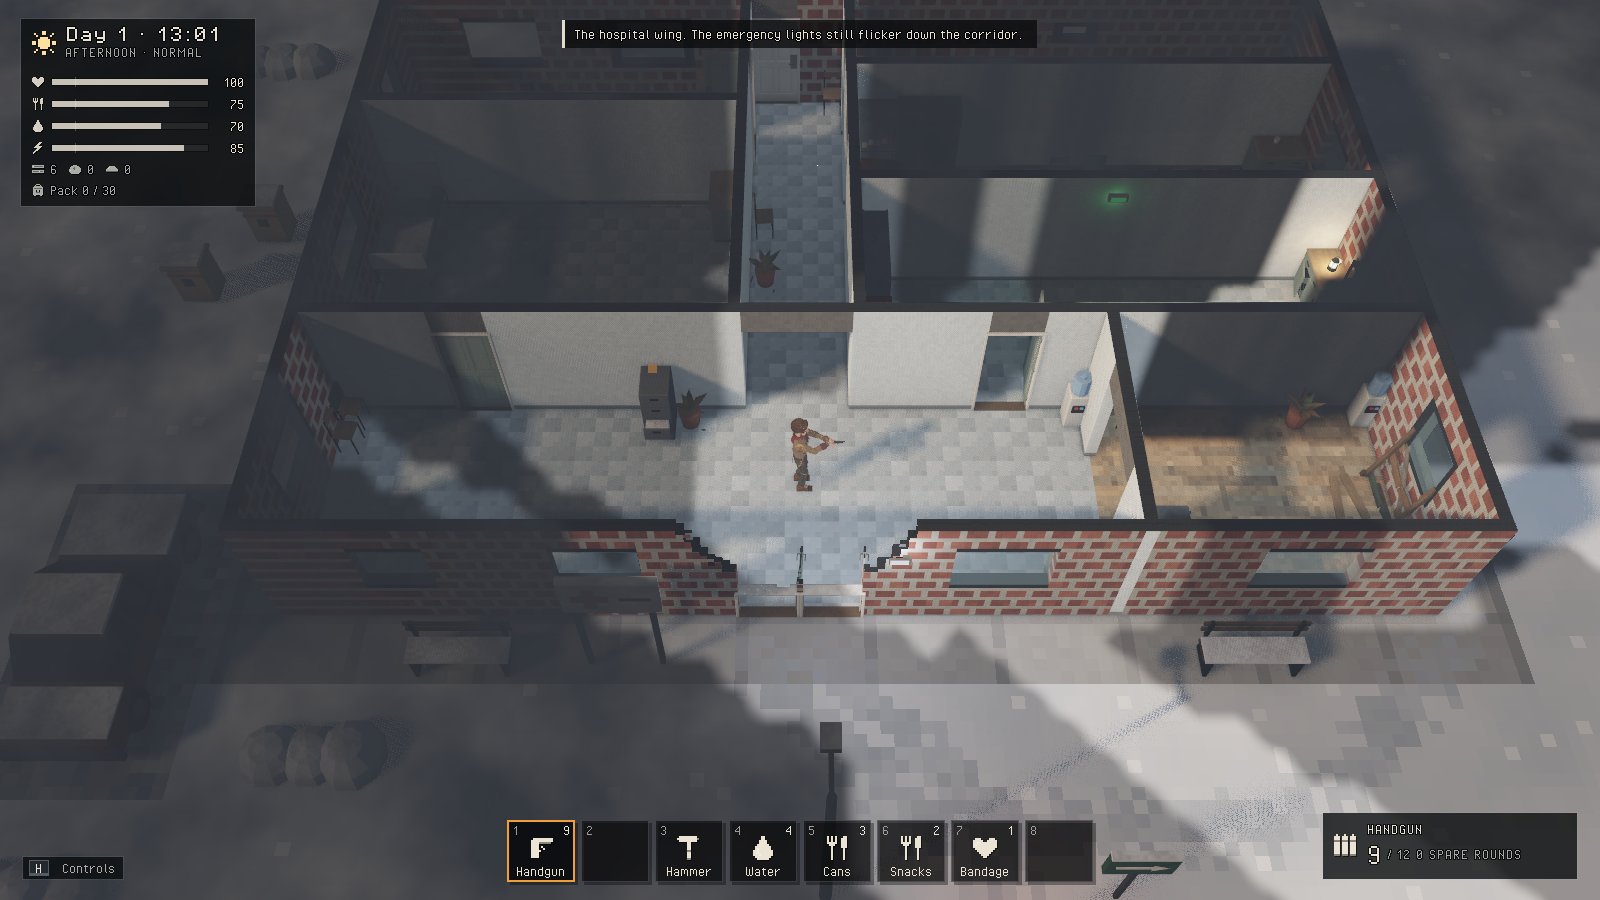 Day 1 · 13:01
AFTERNOON · NORMAL
100
75
70
85
6 0 0
Pack 0 / 30
The hospital wing. The emergency lights still flicker down the corridor.
H Controls
1 9 Handgun
2
3 Hammer
4 4 Water
5 3 Cans
6 2 Snacks
7 1 Bandage
8
HANDGUN
9 / 12 0 SPARE ROUNDS